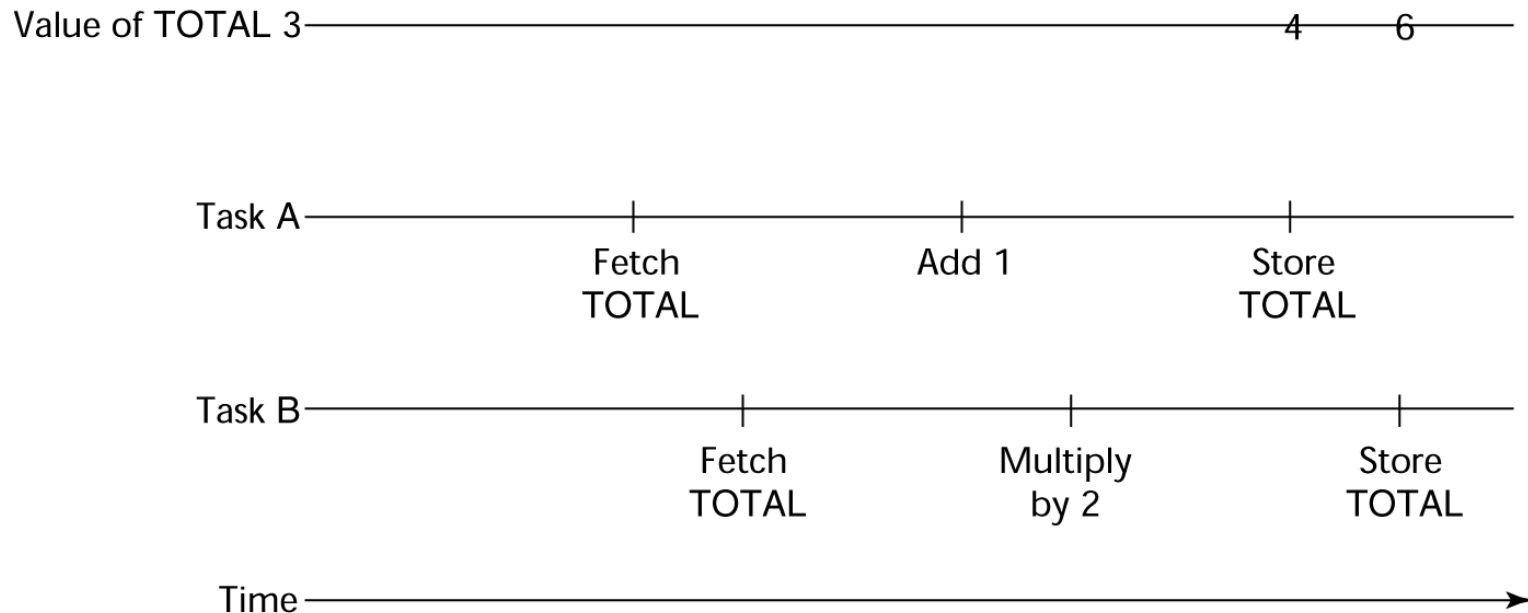 Value of TOTAL 3 4 6
Task A
Fetch Add 1 Store
TOTAL TOTAL
Task B
Fetch Multiply Store
TOTAL by 2 TOTAL
Time